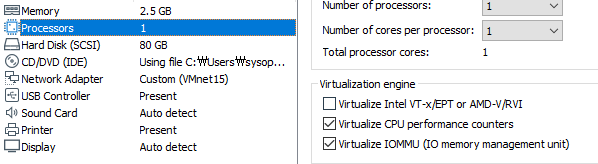 Memory 2.5 GB
Processors 1
Hard Disk (SCSI) 80 GB
CD/DVD (IDE) Using file C:₩Users₩sysop...
Network Adapter Custom (VMnet15)
USB Controller Present
Sound Card Auto detect
Printer Present
Display Auto detect
Number of processors: 1
Number of cores per processor: 1
Total processor cores: 1
Virtualization engine
Virtualize Intel VT-x/EPT or AMD-V/RVI
Virtualize CPU performance counters
Virtualize IOMMU (IO memory management unit)